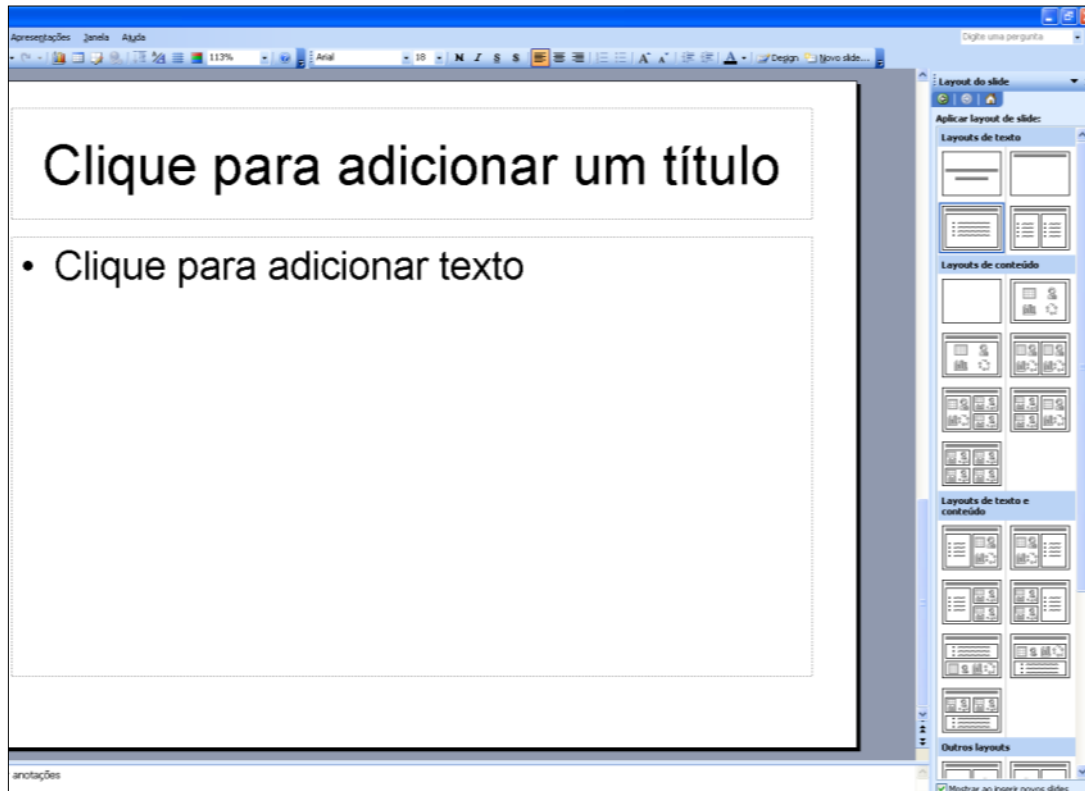 Apresentações Janela Ajuda
Digite uma pergunta
113% Arial 18 N I S S Design Novo slide...
Clique para adicionar um título
• Clique para adicionar texto
anotações
Layout do slide
Aplicar layout de slide:
Layouts de texto
Layouts de conteúdo
Layouts de texto e
conteúdo
Outros layouts
Mostrar ao inserir novos slides